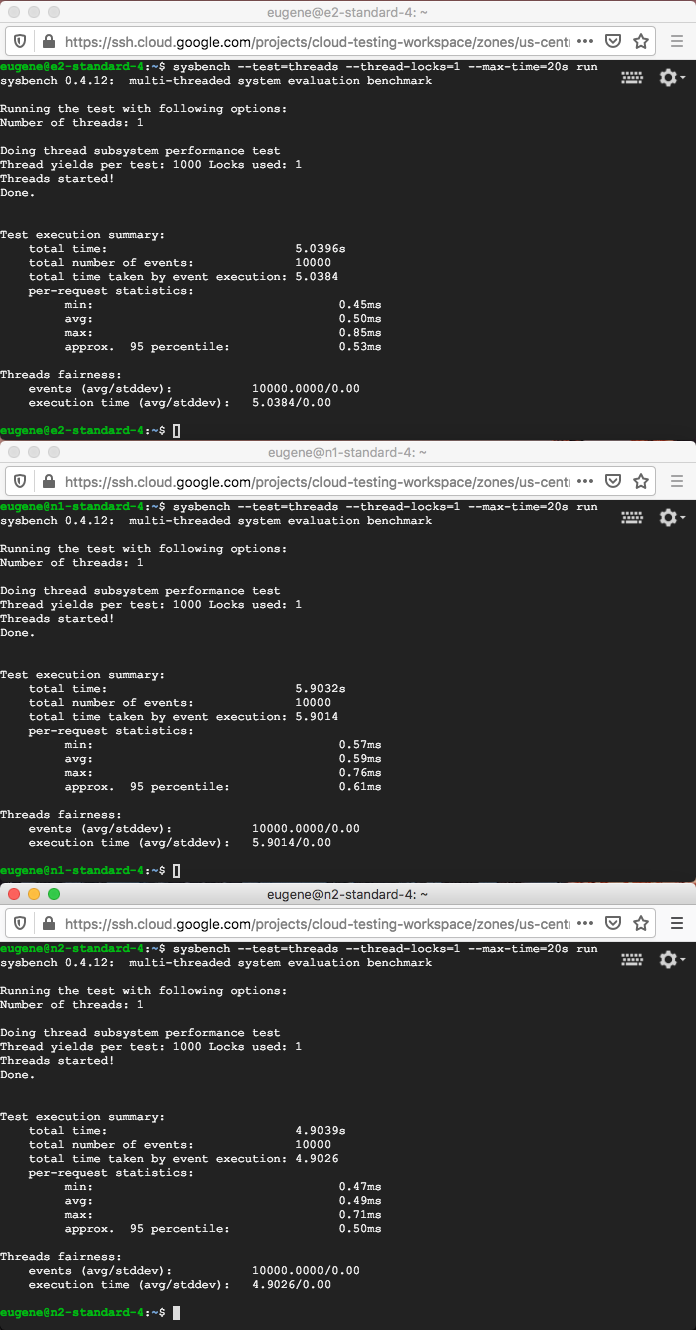 eugene@e2-standard-4: ~
https://ssh.cloud.google.com/projects/cloud-testing-workspace/zones/us-centr
eugene@e2-standard-4:~$ sysbench --test=threads --thread-locks=1 --max-time=20s run
sysbench 0.4.12:  multi-threaded system evaluation benchmark
Running the test with following options:
Number of threads: 1
Doing thread subsystem performance test
Thread yields per test: 1000 Locks used: 1
Threads started!
Done.
Test execution summary:
    total time:                          5.0396s
    total number of events:              10000
    total time taken by event execution: 5.0384
    per-request statistics:
         min:                                  0.45ms
         avg:                                  0.50ms
         max:                                  0.85ms
         approx.  95 percentile:               0.53ms
Threads fairness:
    events (avg/stddev):           10000.0000/0.00
    execution time (avg/stddev):   5.0384/0.00
eugene@e2-standard-4:~$
eugene@n1-standard-4: ~
https://ssh.cloud.google.com/projects/cloud-testing-workspace/zones/us-centr
eugene@n1-standard-4:~$ sysbench --test=threads --thread-locks=1 --max-time=20s run
sysbench 0.4.12:  multi-threaded system evaluation benchmark
Running the test with following options:
Number of threads: 1
Doing thread subsystem performance test
Thread yields per test: 1000 Locks used: 1
Threads started!
Done.
Test execution summary:
    total time:                          5.9032s
    total number of events:              10000
    total time taken by event execution: 5.9014
    per-request statistics:
         min:                                  0.57ms
         avg:                                  0.59ms
         max:                                  0.76ms
         approx.  95 percentile:               0.61ms
Threads fairness:
    events (avg/stddev):           10000.0000/0.00
    execution time (avg/stddev):   5.9014/0.00
eugene@n1-standard-4:~$
eugene@n2-standard-4: ~
https://ssh.cloud.google.com/projects/cloud-testing-workspace/zones/us-centr
eugene@n2-standard-4:~$ sysbench --test=threads --thread-locks=1 --max-time=20s run
sysbench 0.4.12:  multi-threaded system evaluation benchmark
Running the test with following options:
Number of threads: 1
Doing thread subsystem performance test
Thread yields per test: 1000 Locks used: 1
Threads started!
Done.
Test execution summary:
    total time:                          4.9039s
    total number of events:              10000
    total time taken by event execution: 4.9026
    per-request statistics:
         min:                                  0.47ms
         avg:                                  0.49ms
         max:                                  0.71ms
         approx.  95 percentile:               0.50ms
Threads fairness:
    events (avg/stddev):           10000.0000/0.00
    execution time (avg/stddev):   4.9026/0.00
eugene@n2-standard-4:~$